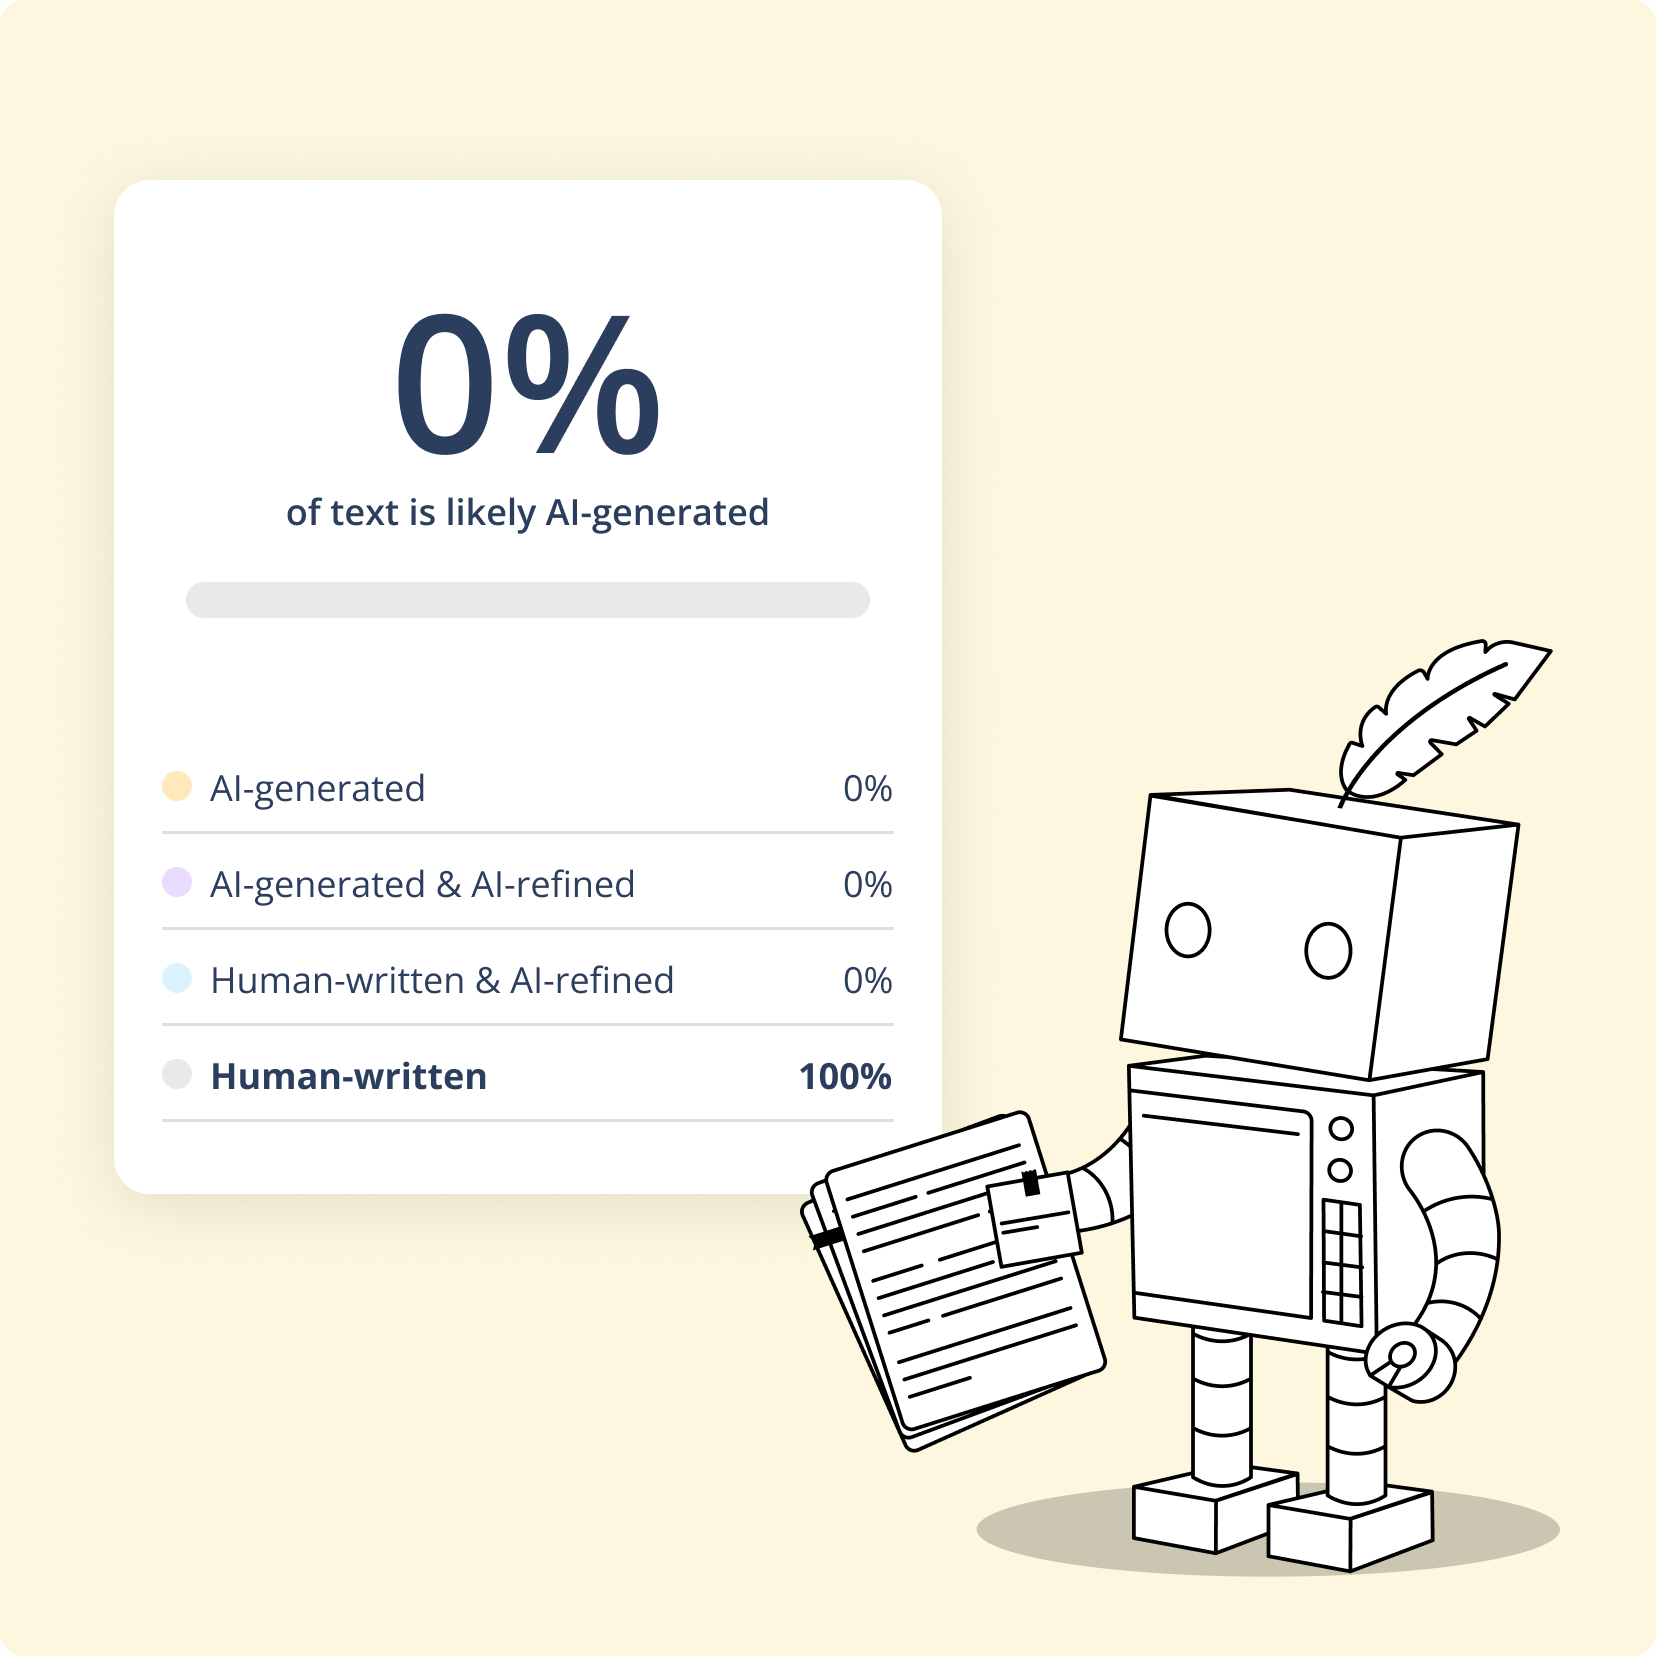 0%
of text is likely AI-generated
AI-generated 0%
AI-generated & AI-refined 0%
Human-written & AI-refined 0%
Human-written 100%